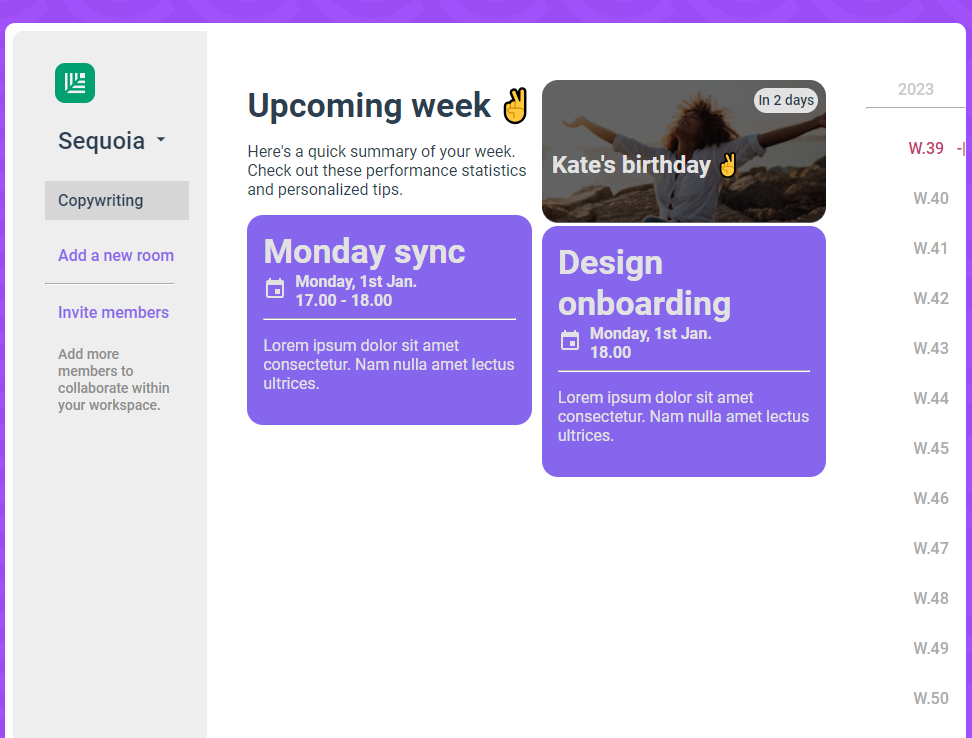 Sequoia
Copywriting
Add a new room
Invite members
Add more
members to
collaborate within
your workspace.
Upcoming week ✌
Here's a quick summary of your week.
Check out these performance statistics
and personalized tips.
Monday sync
Monday, 1st Jan.
17.00 - 18.00
Lorem ipsum dolor sit amet
consectetur. Nam nulla amet lectus
ultrices.
In 2 days
Kate's birthday ✌
Design
onboarding
Monday, 1st Jan.
18.00
Lorem ipsum dolor sit amet
consectetur. Nam nulla amet lectus
ultrices.
2023
W.39 -|
W.40
W.41
W.42
W.43
W.44
W.45
W.46
W.47
W.48
W.49
W.50